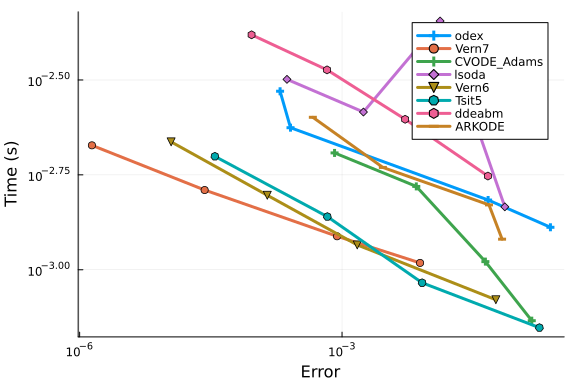 odex
Vern7
CVODE_Adams
lsoda
Vern6
Tsit5
ddeabm
ARKODE
10^−2.50
10^−2.75
10^−3.00
Time (s)
10^−6
10^−3
Error